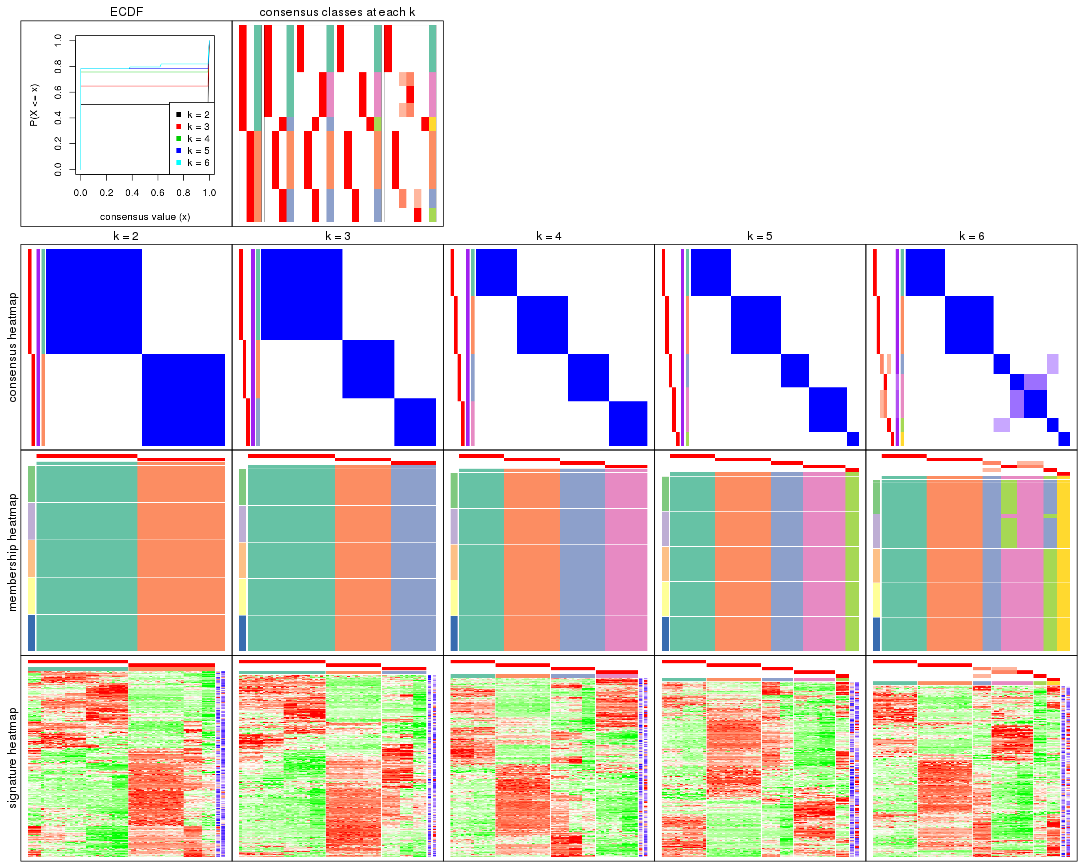 ECDF
consensus classes at each k
P(X <= x)
1.0
0.8
0.6
0.4
0.2
0.0
k = 2
k = 3
k = 4
k = 5
k = 6
0.0 0.2 0.4 0.6 0.8 1.0
consensus value (x)
k = 2
k = 3
k = 4
k = 5
k = 6
consensus heatmap
membership heatmap
signature heatmap